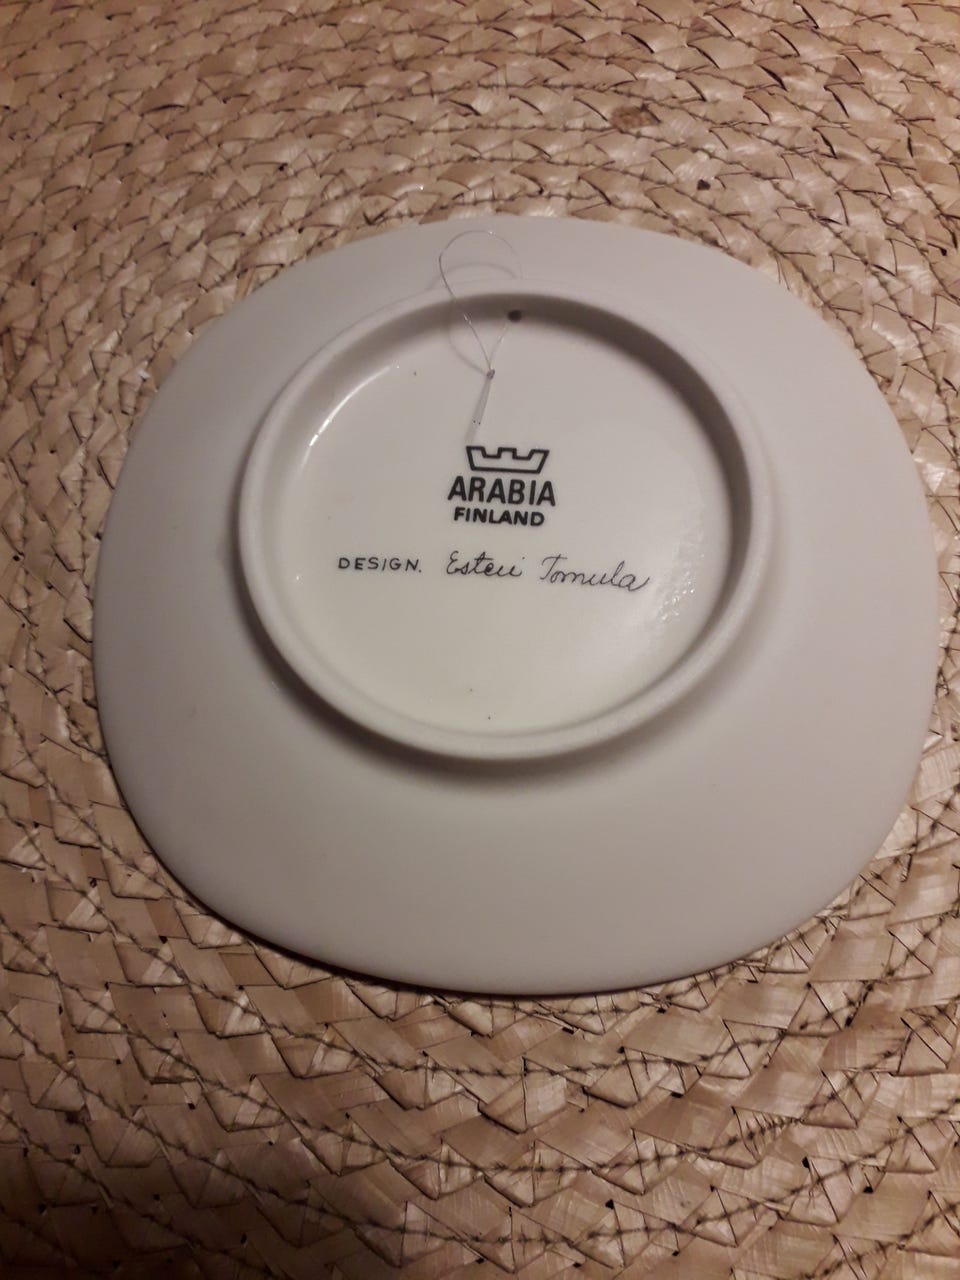 ARABIA
FINLAND
DESIGN. Esteri Tomula